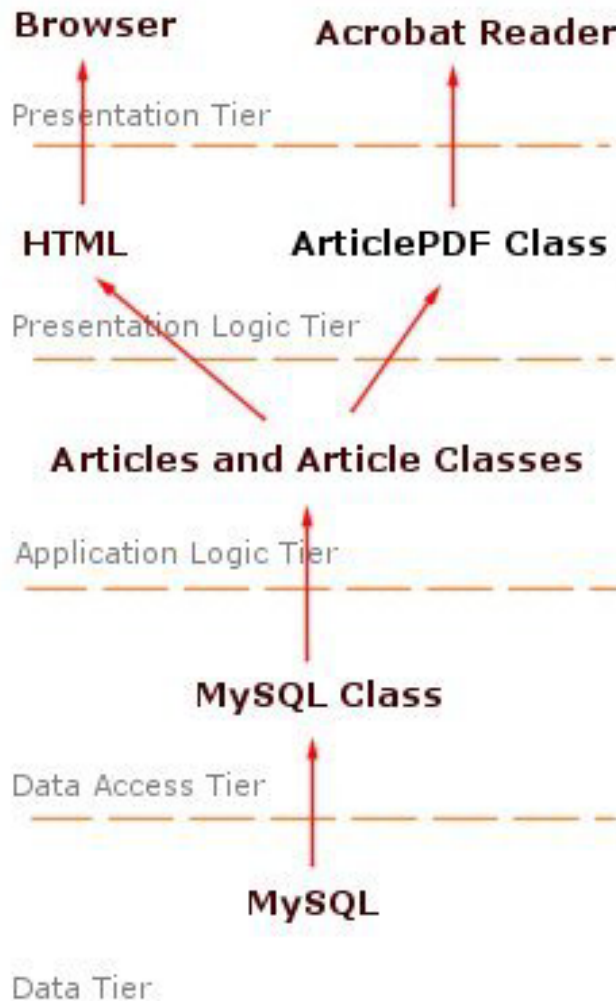 Browser
Acrobat Reader
Presentation Tier
HTML
ArticlePDF Class
Presentation Logic Tier
Articles and Article Classes
Application Logic Tier
MySQL Class
Data Access Tier
MySQL
Data Tier